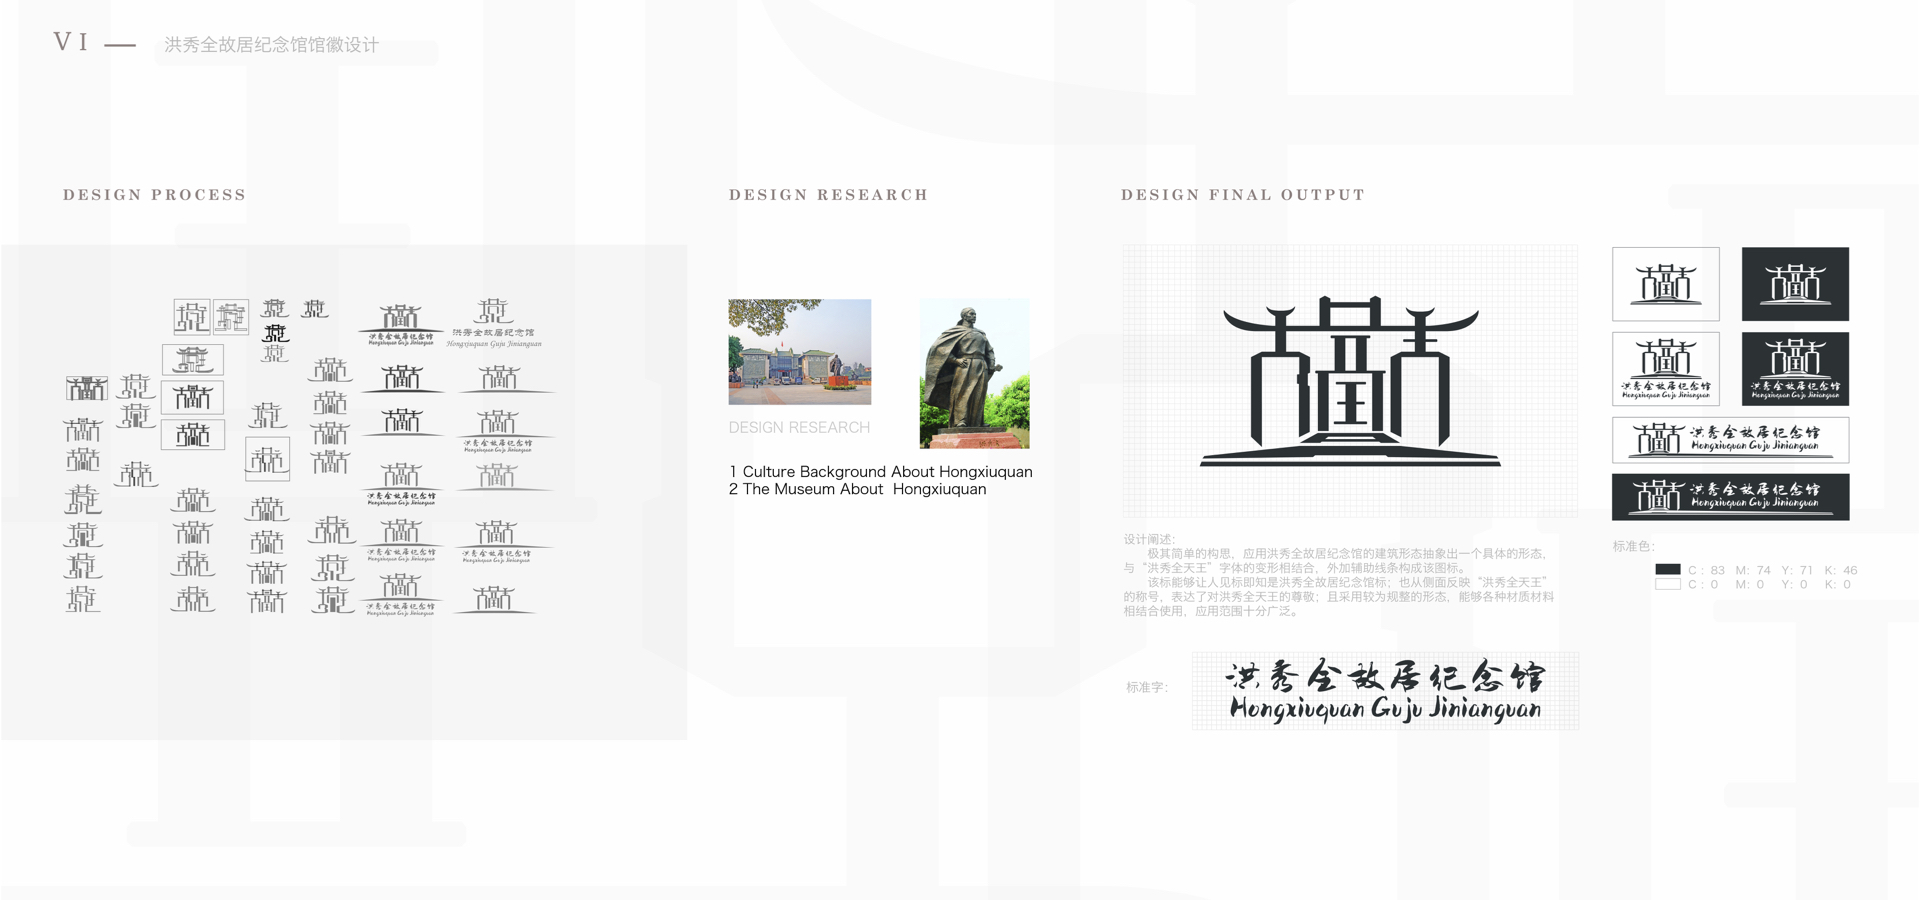 VI — 洪秀全故居纪念馆馆徽设计
DESIGN PROCESS
洪秀全故居纪念馆
Hongxiuquan Guju Jinianguan
洪秀全故居纪念馆
Hongxiuquan Guju Jinianguan
洪秀全故居纪念馆
Hongxiuquan Guju Jinianguan
洪秀全故居纪念馆
Hongxiuquan Guju Jinianguan
洪秀全故居纪念馆
Hongxiuquan Guju Jinianguan
洪秀全故居纪念馆
Hongxiuquan Guju Jinianguan
洪秀全故居纪念馆
Hongxiuquan Guju Jinianguan
DESIGN RESEARCH
DESIGN RESEARCH
1 Culture Background About Hongxiuquan
2 The Museum About  Hongxiuquan
DESIGN FINAL OUTPUT
设计阐述：
极其简单的构思，应用洪秀全故居纪念馆的建筑形态抽象出一个具体的形态，
与“洪秀全天王”字体的变形相结合，外加辅助线条构成该图标。
该标能够让人见标即知是洪秀全故居纪念馆标；也从侧面反映“洪秀全天王”
的称号，表达了对洪秀全天王的尊敬；且采用较为规整的形态，能够各种材质材料
相结合使用，应用范围十分广泛。
标准字：
洪秀全故居纪念馆
Hongxiuquan Guju Jinianguan
洪秀全故居纪念馆
Hongxiuquan Guju Jinianguan
洪秀全故居纪念馆
Hongxiuquan Guju Jinianguan
洪秀全故居纪念馆
Hongxiuquan Guju Jinianguan
洪秀全故居纪念馆
Hongxiuquan Guju Jinianguan
标准色：
C：83 M：74 Y：71 K：46
C：0 M：0 Y：0 K：0